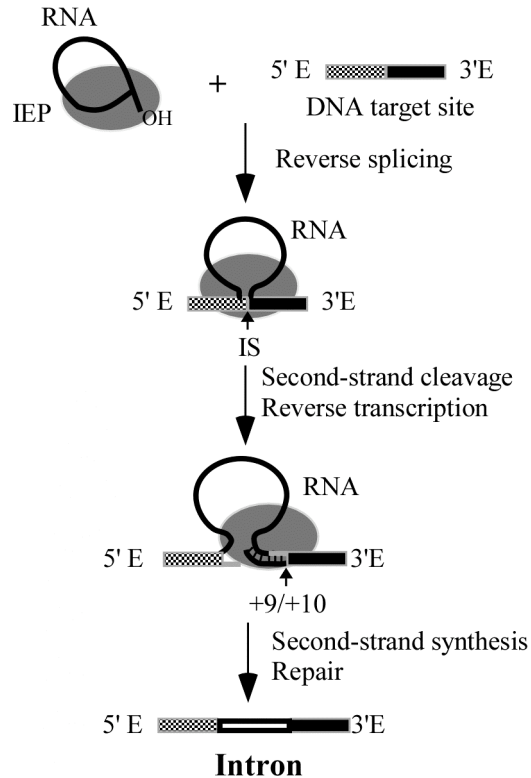 RNA
IEP
OH
+
5' E
3'E
DNA target site
Reverse splicing
RNA
5' E
3'E
IS
Second-strand cleavage
Reverse transcription
RNA
5' E
3'E
+9/+10
Second-strand synthesis
Repair
5' E
3'E
Intron